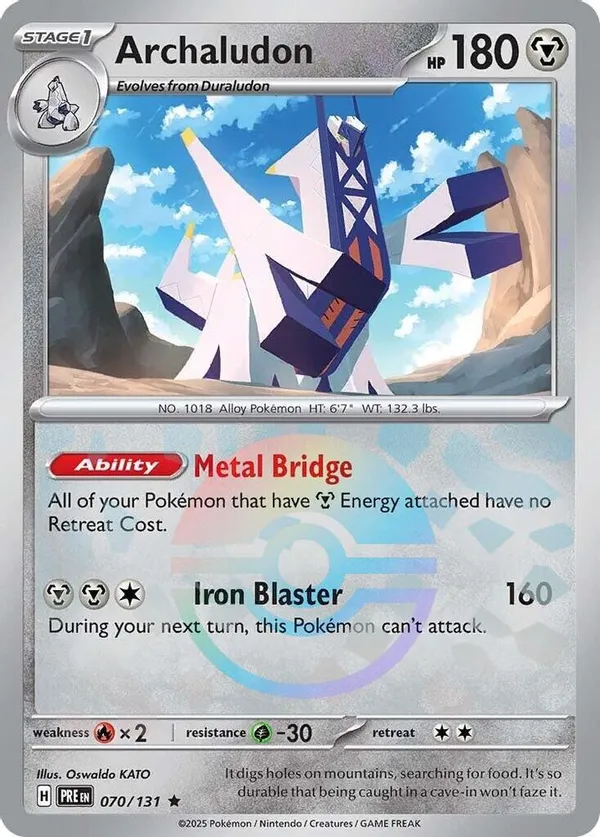 STAGE1 Archaludon HP 180
Evolves from Duraludon
NO. 1018 Alloy Pokémon HT: 6'7" WT: 132.3 lbs.
Ability Metal Bridge
All of your Pokémon that have Energy attached have no
Retreat Cost.
Iron Blaster 160
During your next turn, this Pokémon can't attack.
weakness ×2 resistance -30 retreat
Illus. Oswaldo KATO
It digs holes on mountains, searching for food. It's so
durable that being caught in a cave-in won't faze it.
H PRE EN 070/131 ★
©2025 Pokémon / Nintendo / Creatures / GAME FREAK